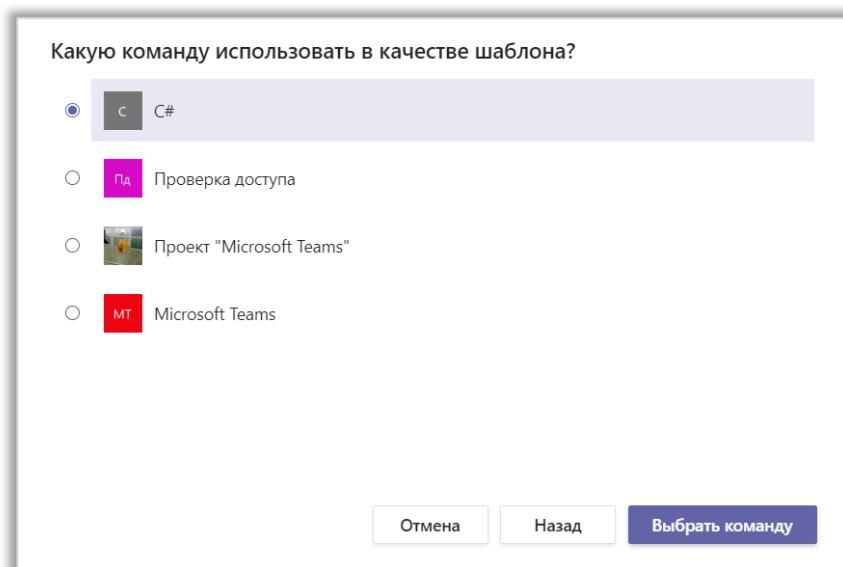 Какую команду использовать в качестве шаблона?
C C#
Пд Проверка доступа
Проект "Microsoft Teams"
MT Microsoft Teams
Отмена Назад Выбрать команду